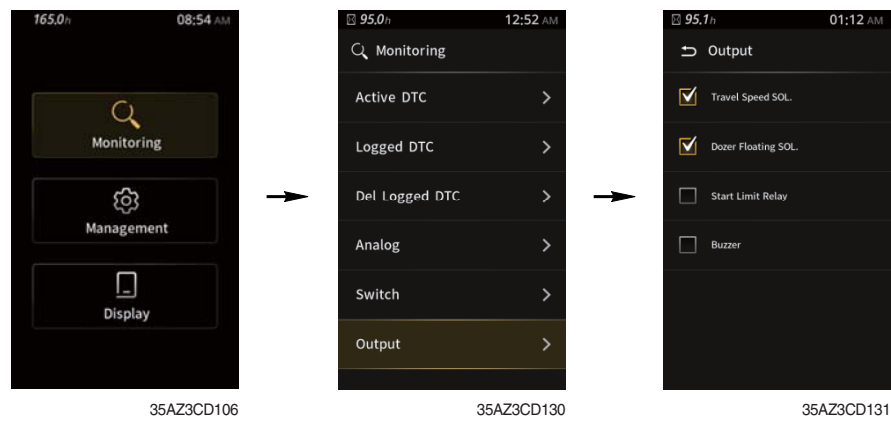 165.0h 08:54 AM
Monitoring
Management
Display
35AZ3CD106
95.0h 12:52 AM
Monitoring
Active DTC
Logged DTC
Del Logged DTC
Analog
Switch
Output
35AZ3CD130
95.1h 01:12 AM
Output
Travel Speed SOL.
Dozer Floating SOL.
Start Limit Relay
Buzzer
35AZ3CD131